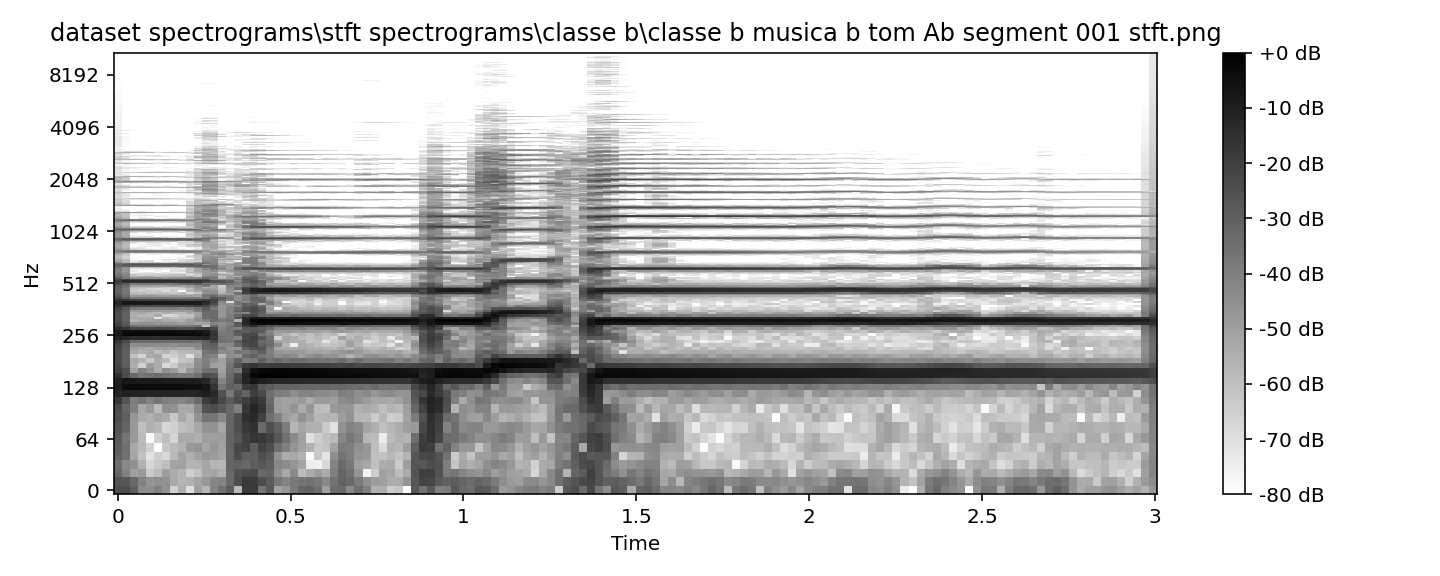 dataset spectrograms\stft spectrograms\classe b\classe b musica b tom Ab segment 001 stft.png
8192
4096
2048
1024
512
256
128
64
0
Hz
0
0.5
1
1.5
2
2.5
3
Time
+0 dB
-10 dB
-20 dB
-30 dB
-40 dB
-50 dB
-60 dB
-70 dB
-80 dB